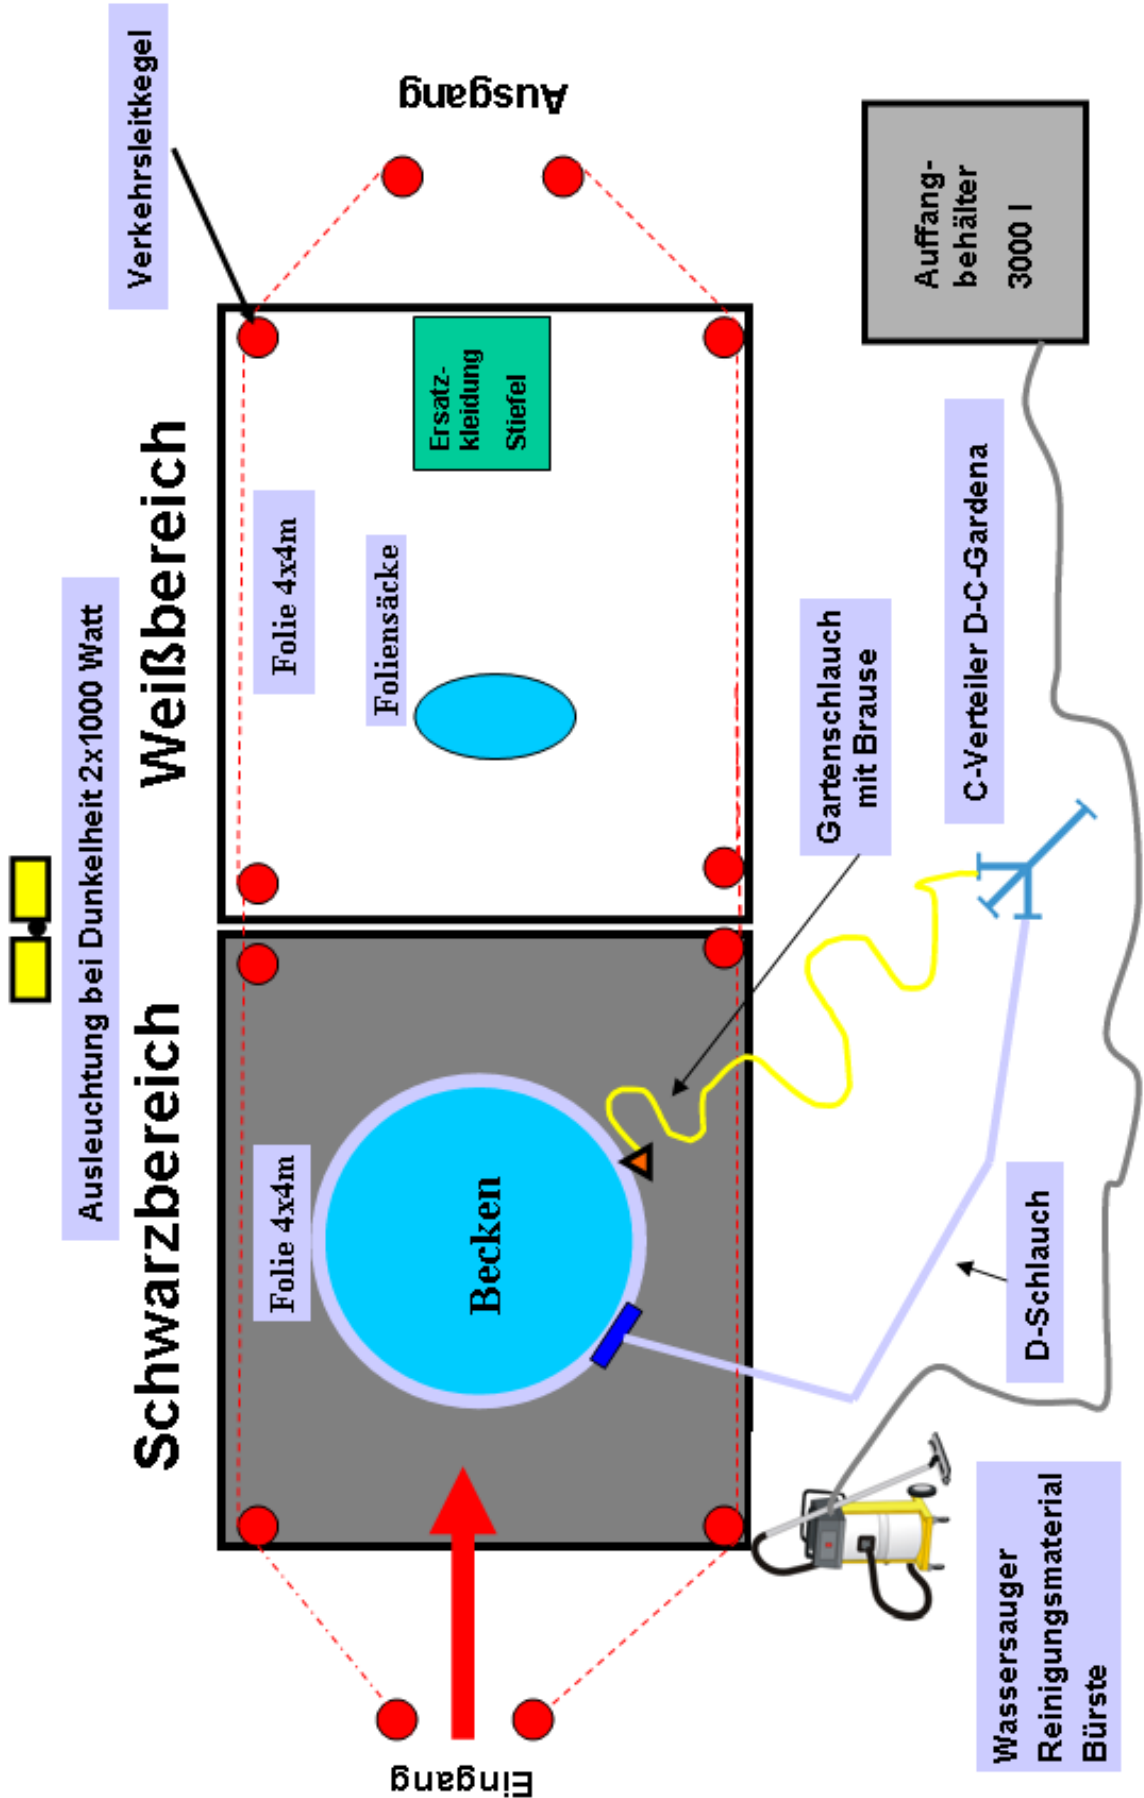 Ausleuchtung bei Dunkelheit 2x1000 Watt
Verkehrsleitkegel
Schwarzbereich
Weißbereich
Folie 4x4m
Folie 4x4m
Foliensäcke
Ersatz-
kleidung
Stiefel
Becken
Eingang
Ausgang
Gartenschlauch
mit Brause
C-Verteiler D-C-Gardena
Auffang-
behälter
3000 l
D-Schlauch
Wassersauger
Reinigungsmaterial
Bürste